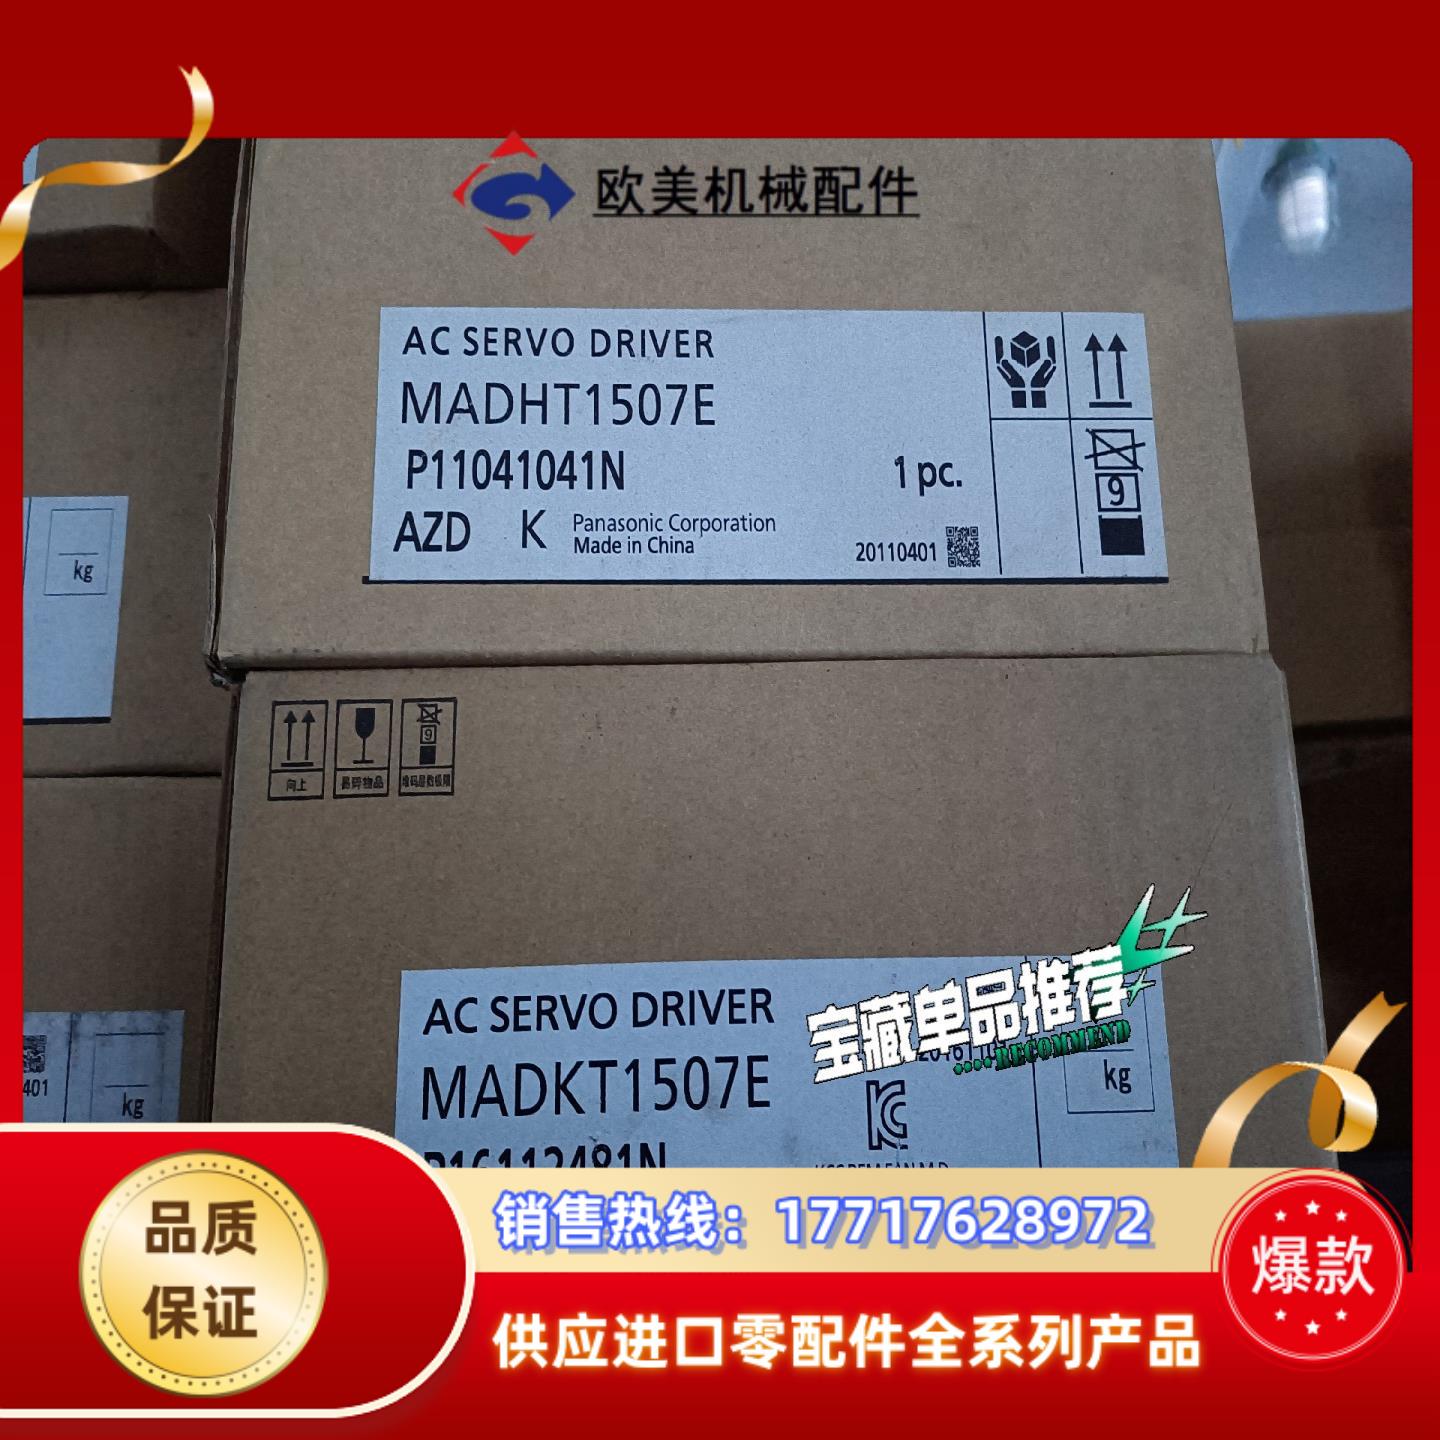 欧美机械配件
AC SERVO DRIVER
MADHT1507E
P11041041N
1 pc.
AZD K Panasonic Corporation
Made in China
20110401
9
kg
9
向上
易碎物品
堆码层数极限
AC SERVO DRIVER
MADKT1507E
宝藏单品推荐
RECOMMEND
kg
401
kg
P16112481N
品质
保证
销售热线：17717628972
供应进口零配件全系列产品
爆款